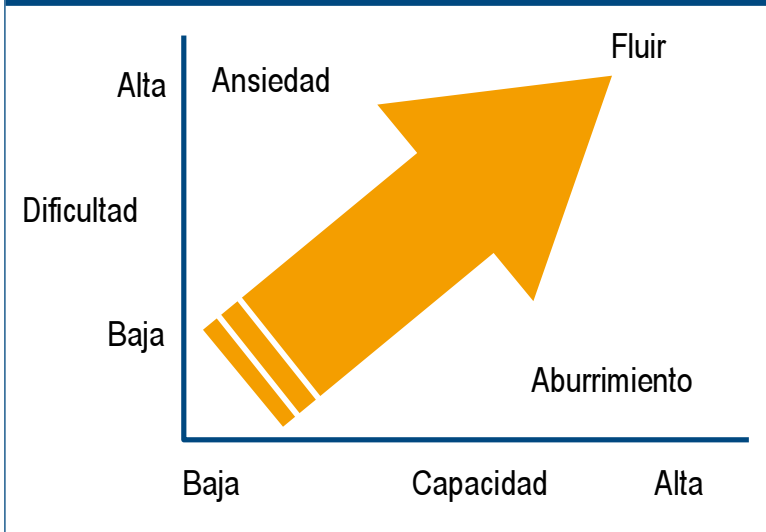 Fluir
Alta
Ansiedad
Dificultad
Baja
Aburrimiento
Baja
Capacidad
Alta